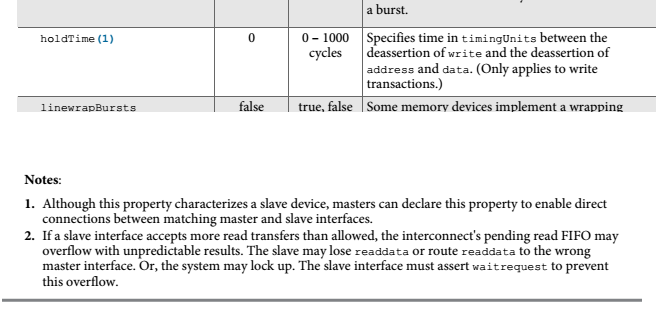 a burst.
holdTime(1) 0 0 – 1000 Specifies time in timingUnits between the
cycles deassertion of write and the deassertion of
address and data. (Only applies to write
transactions.)
linewrapBursts false true, false Some memory devices implement a wrapping
Notes:
1. Although this property characterizes a slave device, masters can declare this property to enable direct
connections between matching master and slave interfaces.
2. If a slave interface accepts more read transfers than allowed, the interconnect's pending read FIFO may
overflow with unpredictable results. The slave may lose readdata or route readdata to the wrong
master interface. Or, the system may lock up. The slave interface must assert waitrequest to prevent
this overflow.